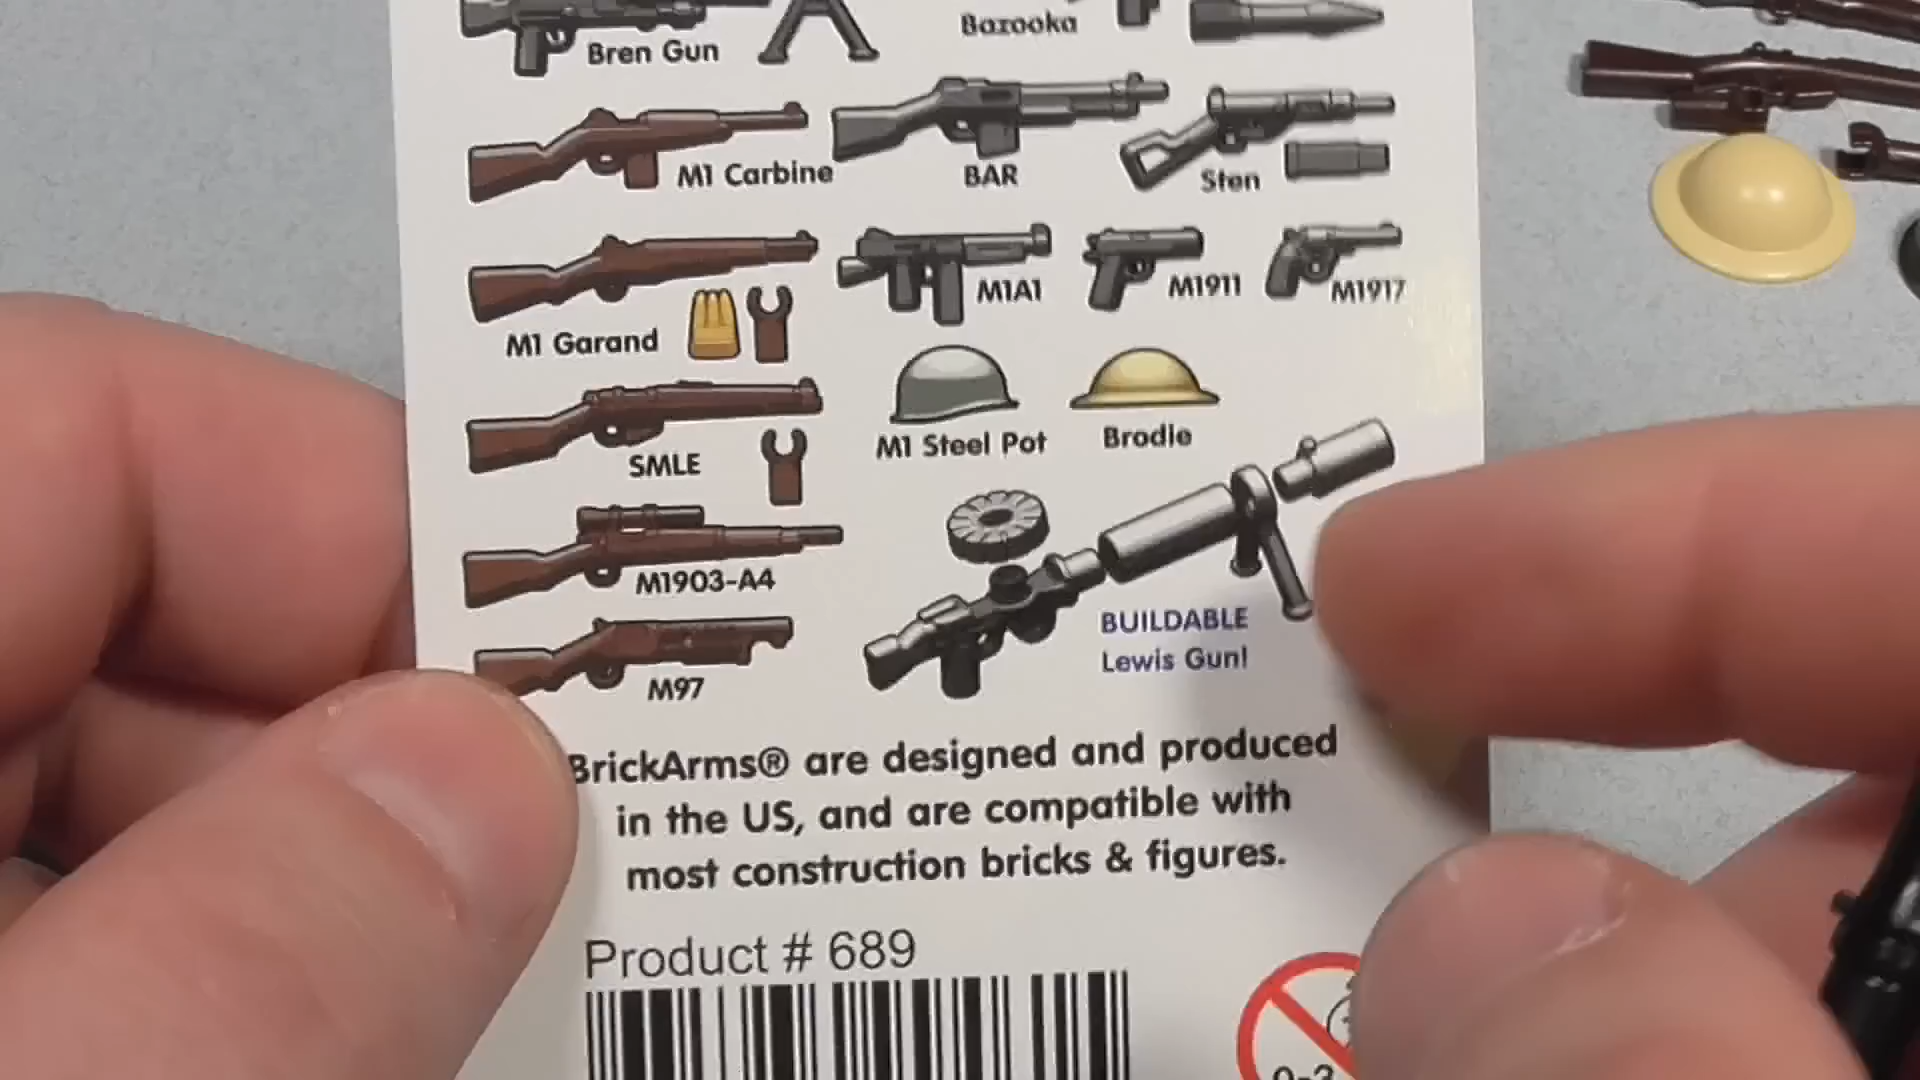 Bren Gun
Bazooka
M1 Carbine
BAR
Sten
M1 Garand
M1A1
M1911
M1917
SMLE
M1 Steel Pot
Brodie
M1903-A4
M97
BUILDABLE
Lewis Gun!
BrickArms® are designed and produced
in the US, and are compatible with
most construction bricks & figures.
Product # 689
0-3